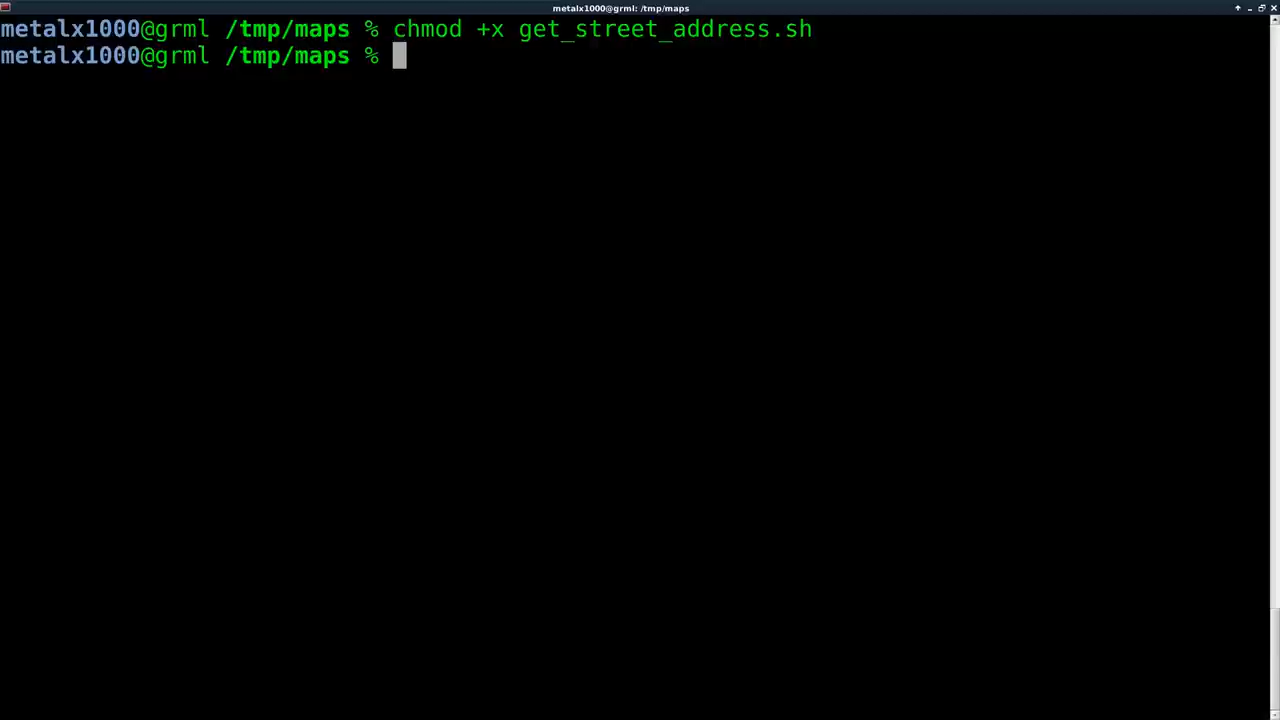 metalx1000@grml: /tmp/maps
metalx1000@grml /tmp/maps % chmod +x get_street_address.sh
metalx1000@grml /tmp/maps %